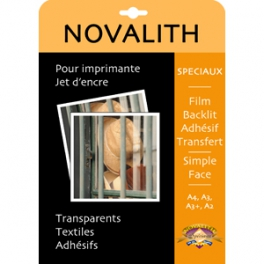 NOVALITH
Pour imprimante
Jet d'encre
SPECIAUX
Film
Backlit
Adhésif
Transfert
Simple
Face
A4, A3,
A3+, A2
Transparents
Textiles
Adhésifs